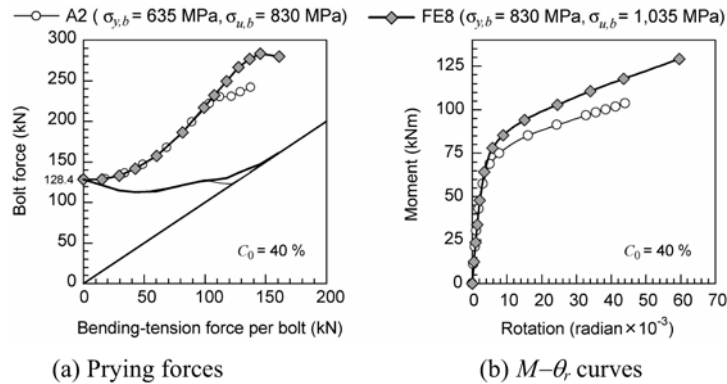 A2 ( σy,b = 635 MPa, σu,b = 830 MPa)
FE8 (σy,b = 830 MPa, σu,b = 1,035 MPa)
300
250
200
150
128.4
100
50
0
Bolt force (kN)
C0 = 40 %
0 50 100 150 200
Bending-tension force per bolt (kN)
(a) Prying forces
125
100
75
50
25
0
Moment (kNm)
C0 = 40 %
0 10 20 30 40 50 60 70
Rotation (radian×10-3)
(b) M–θr curves